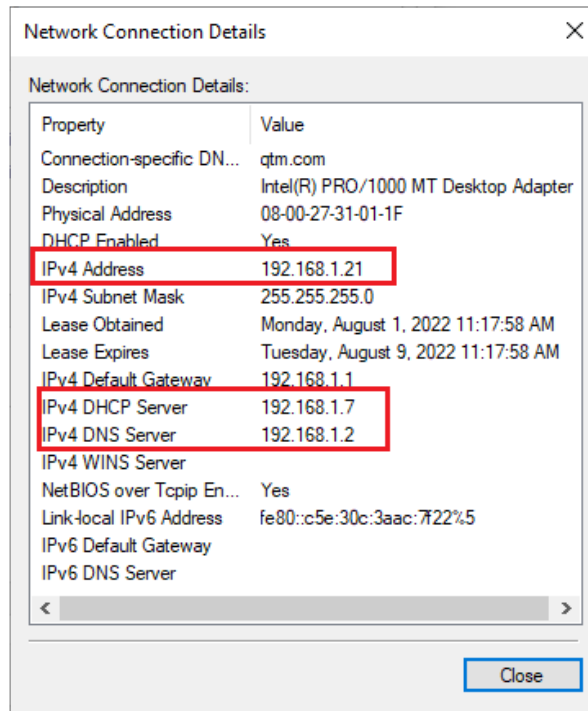 Network Connection Details
Network Connection Details:
Property Value
Connection-specific DN... qtm.com
Description Intel(R) PRO/1000 MT Desktop Adapter
Physical Address 08-00-27-31-01-1F
DHCP Enabled Yes
IPv4 Address 192.168.1.21
IPv4 Subnet Mask 255.255.255.0
Lease Obtained Monday, August 1, 2022 11:17:58 AM
Lease Expires Tuesday, August 9, 2022 11:17:58 AM
IPv4 Default Gateway 192.168.1.1
IPv4 DHCP Server 192.168.1.7
IPv4 DNS Server 192.168.1.2
IPv4 WINS Server
NetBIOS over Tcpip En... Yes
Link-local IPv6 Address fe80::c5e:30c:3aac:7f22%5
IPv6 Default Gateway
IPv6 DNS Server
Close